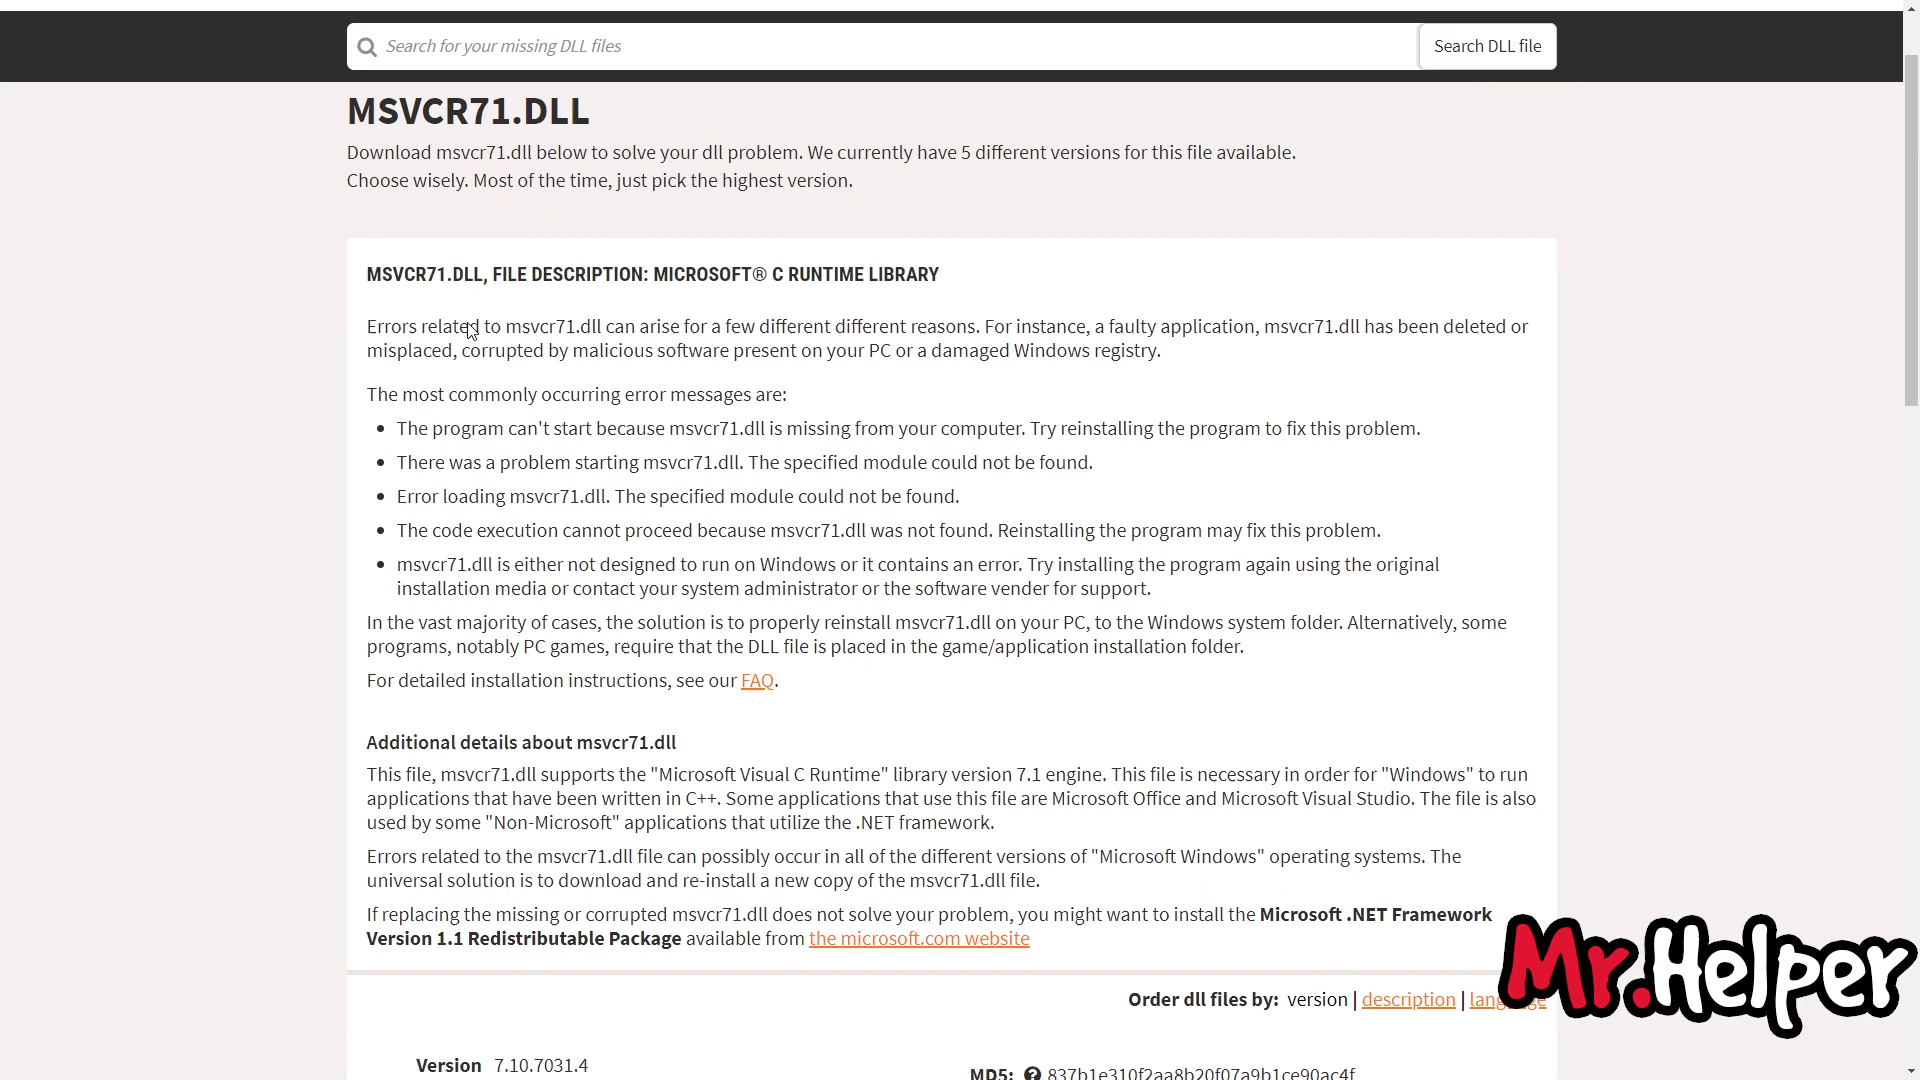 Search for your missing DLL files
Search DLL file
MSVCR71.DLL
Download msvcr71.dll below to solve your dll problem. We currently have 5 different versions for this file available.
Choose wisely. Most of the time, just pick the highest version.
MSVCR71.DLL, FILE DESCRIPTION: MICROSOFT® C RUNTIME LIBRARY
Errors related to msvcr71.dll can arise for a few different different reasons. For instance, a faulty application, msvcr71.dll has been deleted or
misplaced, corrupted by malicious software present on your PC or a damaged Windows registry.
The most commonly occurring error messages are:
• The program can't start because msvcr71.dll is missing from your computer. Try reinstalling the program to fix this problem.
• There was a problem starting msvcr71.dll. The specified module could not be found.
• Error loading msvcr71.dll. The specified module could not be found.
• The code execution cannot proceed because msvcr71.dll was not found. Reinstalling the program may fix this problem.
• msvcr71.dll is either not designed to run on Windows or it contains an error. Try installing the program again using the original
installation media or contact your system administrator or the software vender for support.
In the vast majority of cases, the solution is to properly reinstall msvcr71.dll on your PC, to the Windows system folder. Alternatively, some
programs, notably PC games, require that the DLL file is placed in the game/application installation folder.
For detailed installation instructions, see our FAQ.
Additional details about msvcr71.dll
This file, msvcr71.dll supports the "Microsoft Visual C Runtime" library version 7.1 engine. This file is necessary in order for "Windows" to run
applications that have been written in C++. Some applications that use this file are Microsoft Office and Microsoft Visual Studio. The file is also
used by some "Non-Microsoft" applications that utilize the .NET framework.
Errors related to the msvcr71.dll file can possibly occur in all of the different versions of "Microsoft Windows" operating systems. The
universal solution is to download and re-install a new copy of the msvcr71.dll file.
If replacing the missing or corrupted msvcr71.dll does not solve your problem, you might want to install the Microsoft .NET Framework
Version 1.1 Redistributable Package available from the microsoft.com website
Mr.Helper
Order dll files by: version | description |
Version 7.10.7031.4
MD5: 837b1e310f2aa8b20f07a9b1ce90ac4f